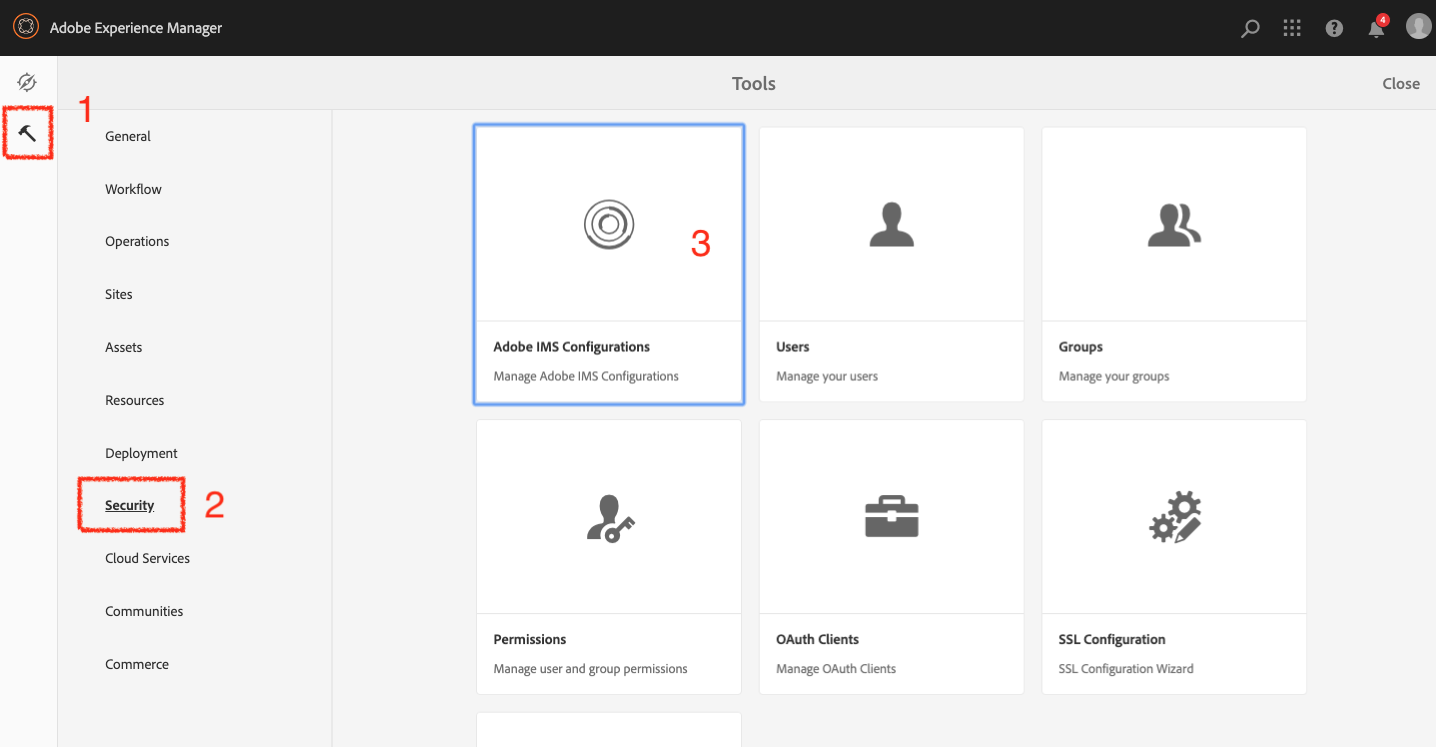 Adobe Experience Manager
4
Tools
Close
1
General
Workflow
Operations
Sites
Assets
Resources
Deployment
Security
2
Cloud Services
Communities
Commerce
3
Adobe IMS Configurations
Manage Adobe IMS Configurations
Users
Manage your users
Groups
Manage your groups
Permissions
Manage user and group permissions
OAuth Clients
Manage OAuth Clients
SSL Configuration
SSL Configuration Wizard